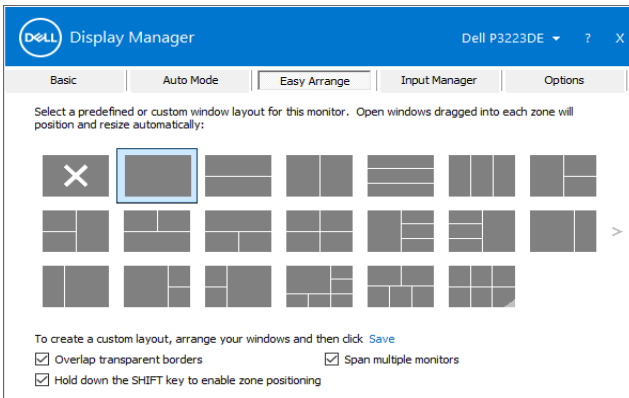 DELL Display Manager Dell P3223DE ? X
Basic Auto Mode Easy Arrange Input Manager Options
Select a predefined or custom window layout for this monitor. Open windows dragged into each zone will
position and resize automatically:
>
To create a custom layout, arrange your windows and then click Save
Overlap transparent borders Span multiple monitors
Hold down the SHIFT key to enable zone positioning